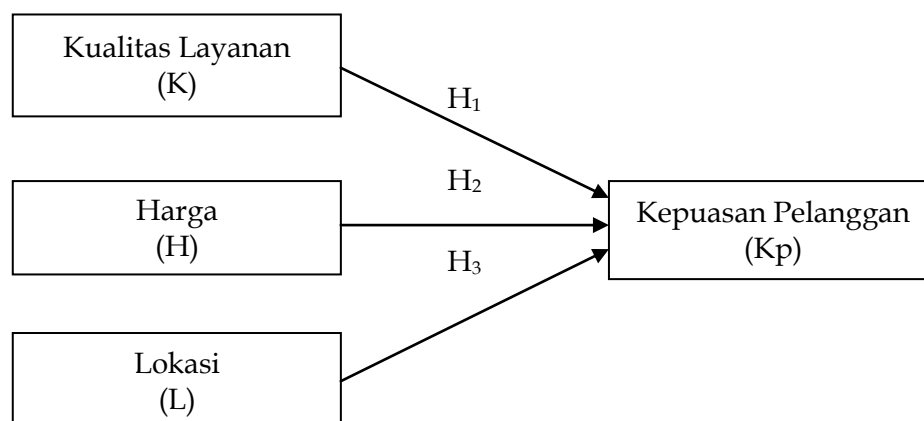 Kualitas Layanan
(K)
H₁
H₂
Harga
(H)
Kepuasan Pelanggan
(Kp)
H₃
Lokasi
(L)